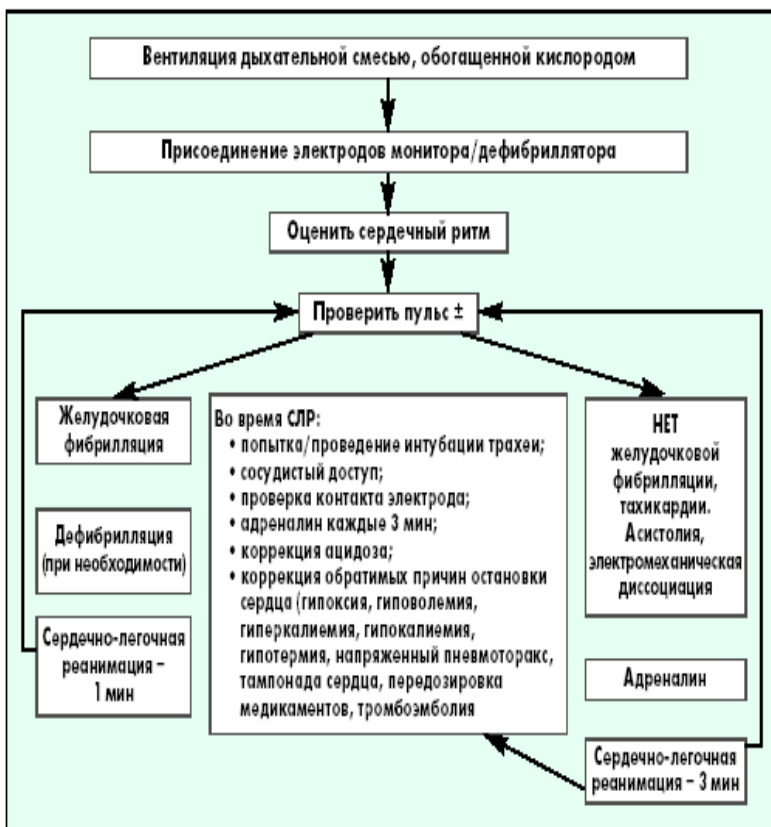 Вентиляция дыхательной смесью, обогащенной кислородом
Присоединение электродов монитора/дефибриллятора
Оценить сердечный ритм
Проверить пульс ±
Желудочковая
фибрилляция
Дефибрилляция
(при необходимости)
Сердечно-легочная
реанимация –
1 мин
Во время СЛР:
• попытка/проведение интубации трахеи;
• сосудистый доступ;
• проверка контакта электрода;
• адреналин каждые 3 мин;
• коррекция ацидоза;
• коррекция обратимых причин остановки
сердца (гипоксия, гиповолемия,
гиперкалиемия, гипокалиемия,
гипотермия, напряженный пневмоторакс,
тампонада сердца, передозировка
медикаментов, тромбоэмболия
НЕТ
желудочковой
фибрилляции,
тахикардии.
Асистолия,
электромеханическая
диссоциация
Адреналин
Сердечно-легочная
реанимация – 3 мин